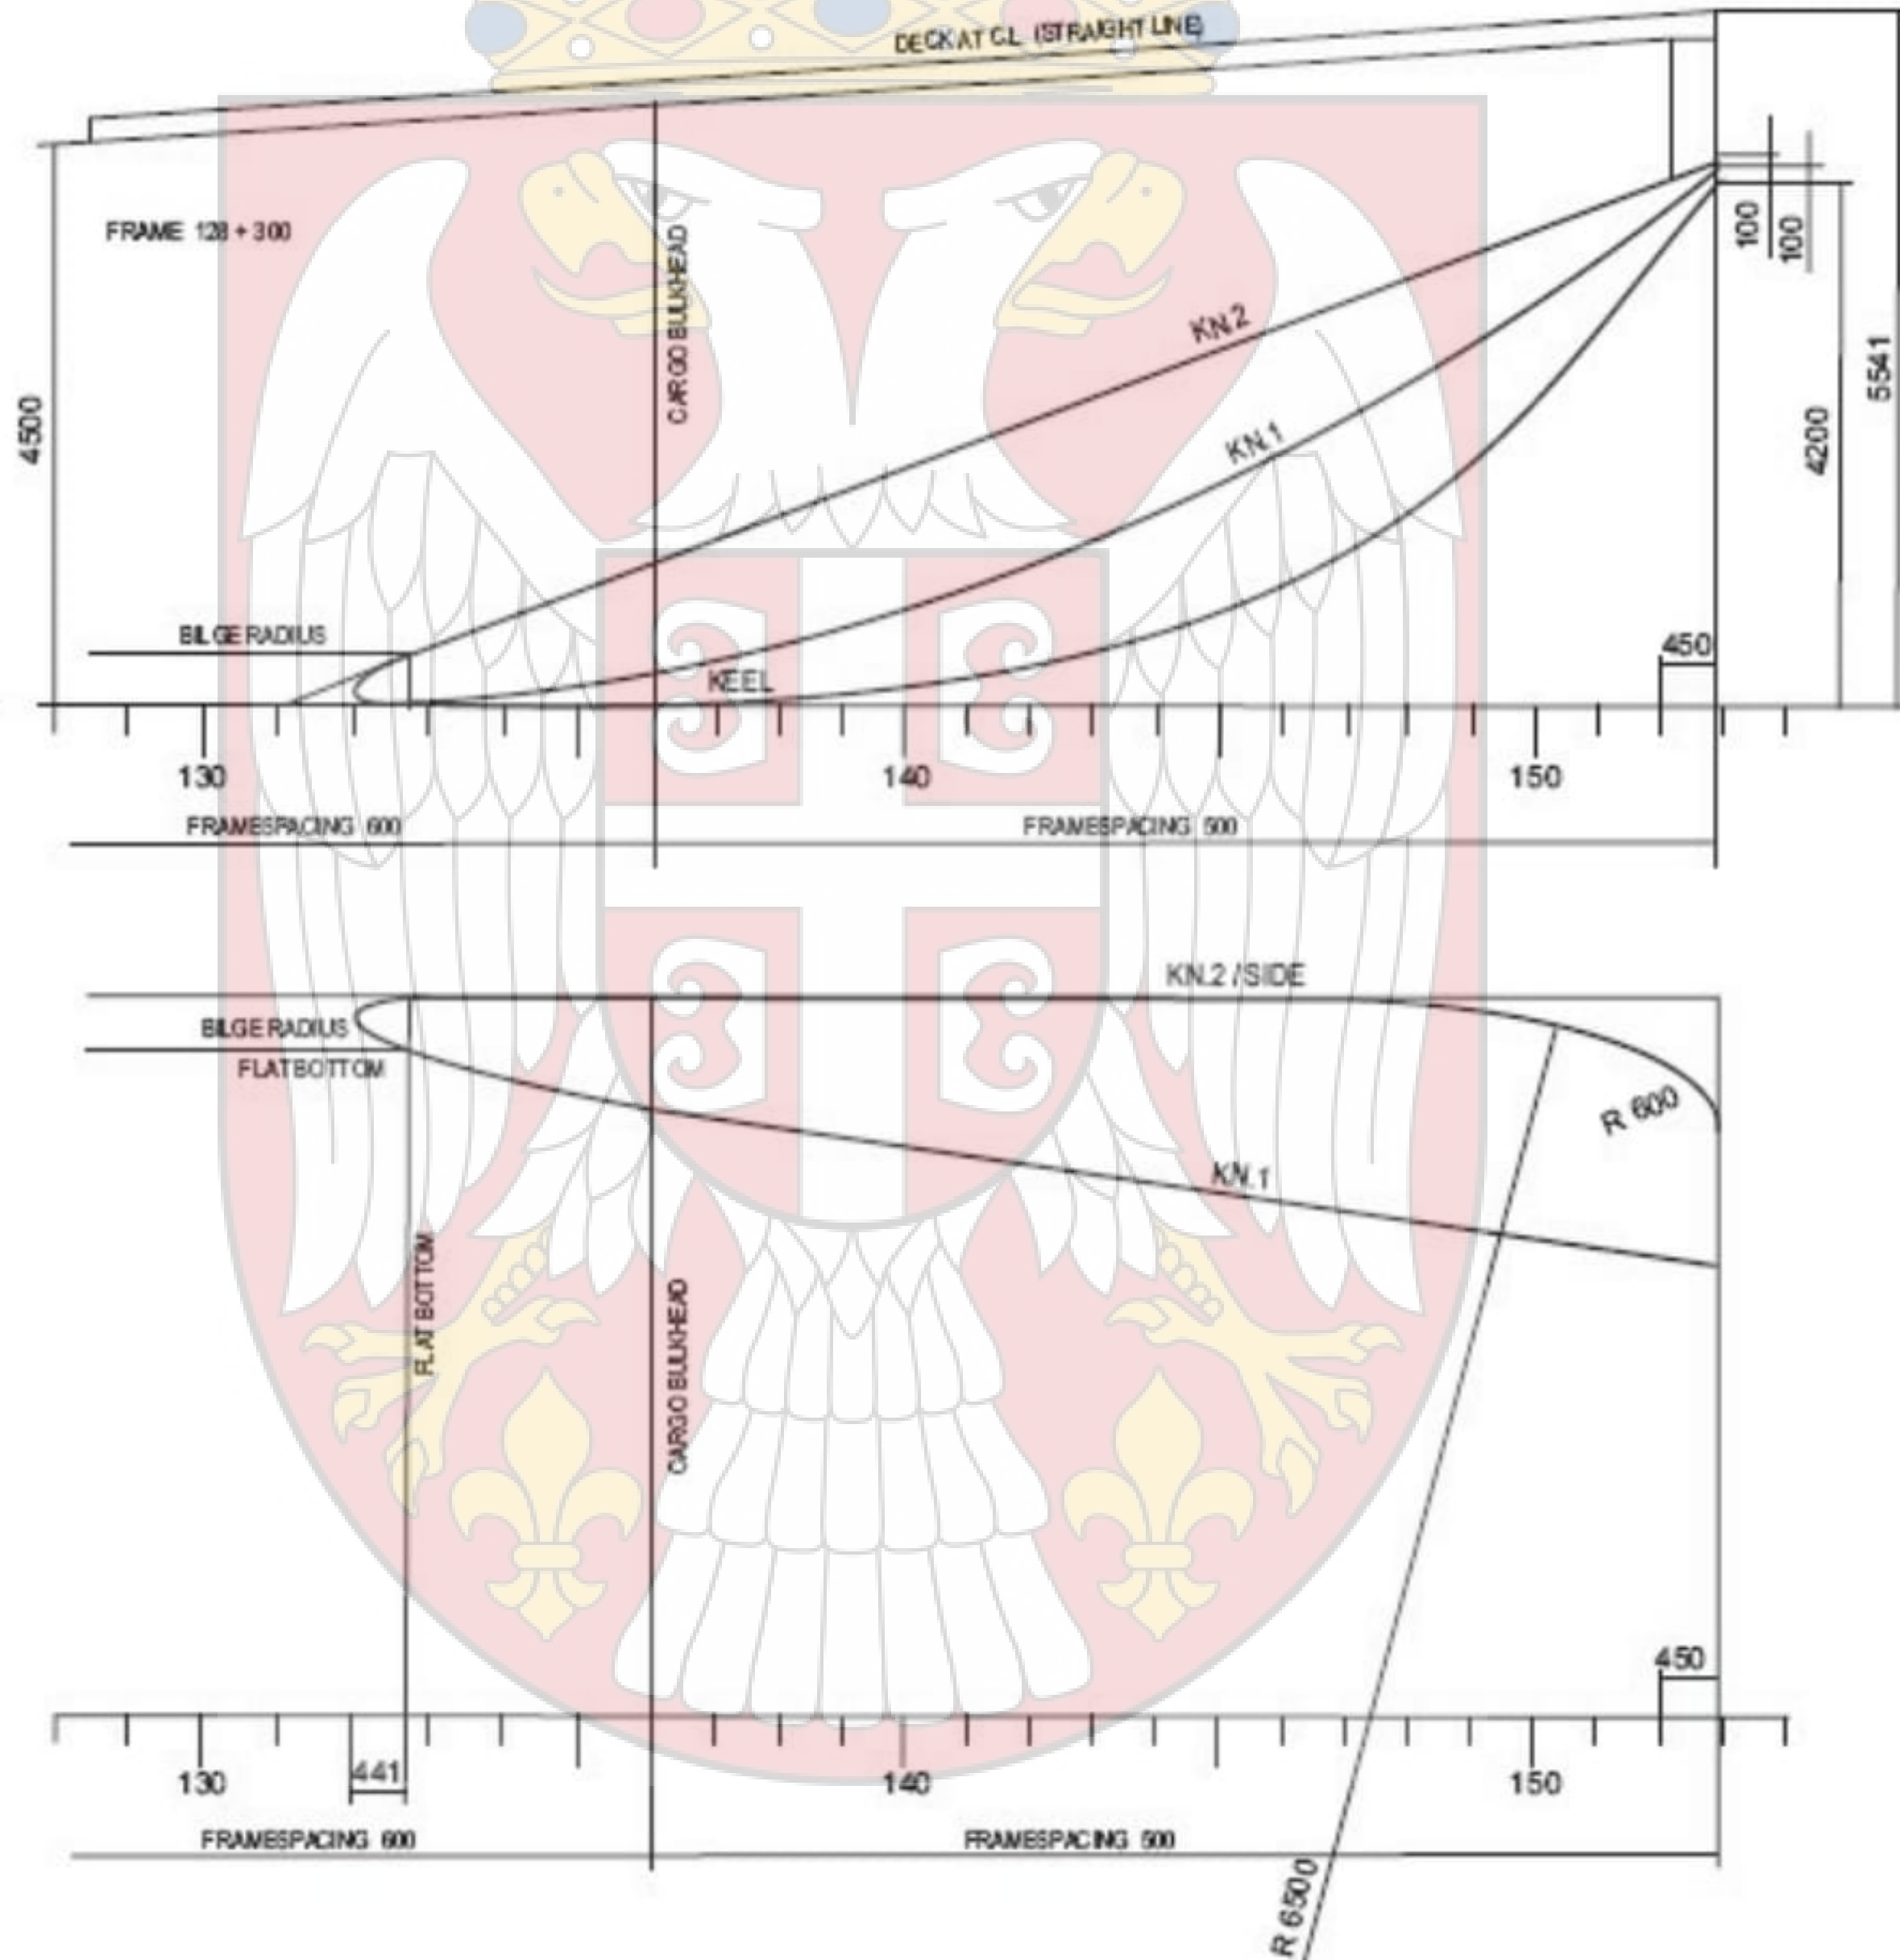 DECK AT C.L. (STRAIGHT LINE)
FRAME 128 + 300
CARGO BULKHEAD
4500
KN.2
KN.1
100
100
5541
4200
BILGE RADIUS
KEEL
450
130
140
150
FRAMESPACING 600
FRAMESPACING 500
KN.2 / SIDE
BILGE RADIUS
FLATBOTTOM
R 600
KN.1
FLAT BOTTOM
CARGO BULKHEAD
450
130
441
140
150
FRAMESPACING 600
FRAMESPACING 500
R 6500